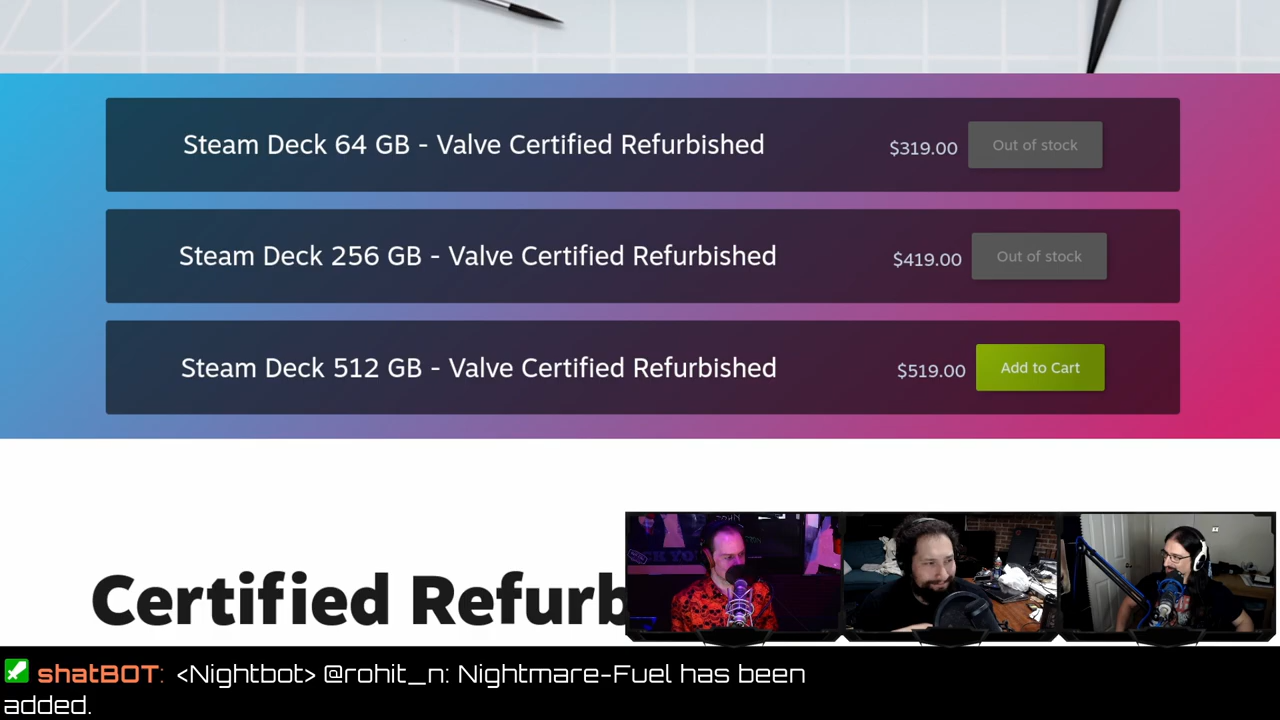 Steam Deck 64 GB - Valve Certified Refurbished $319.00 Out of stock
Steam Deck 256 GB - Valve Certified Refurbished $419.00 Out of stock
Steam Deck 512 GB - Valve Certified Refurbished $519.00 Add to Cart
Certified Refurb
shatBOT: <Nightbot> @rohit_n: Nightmare-Fuel has been
added.